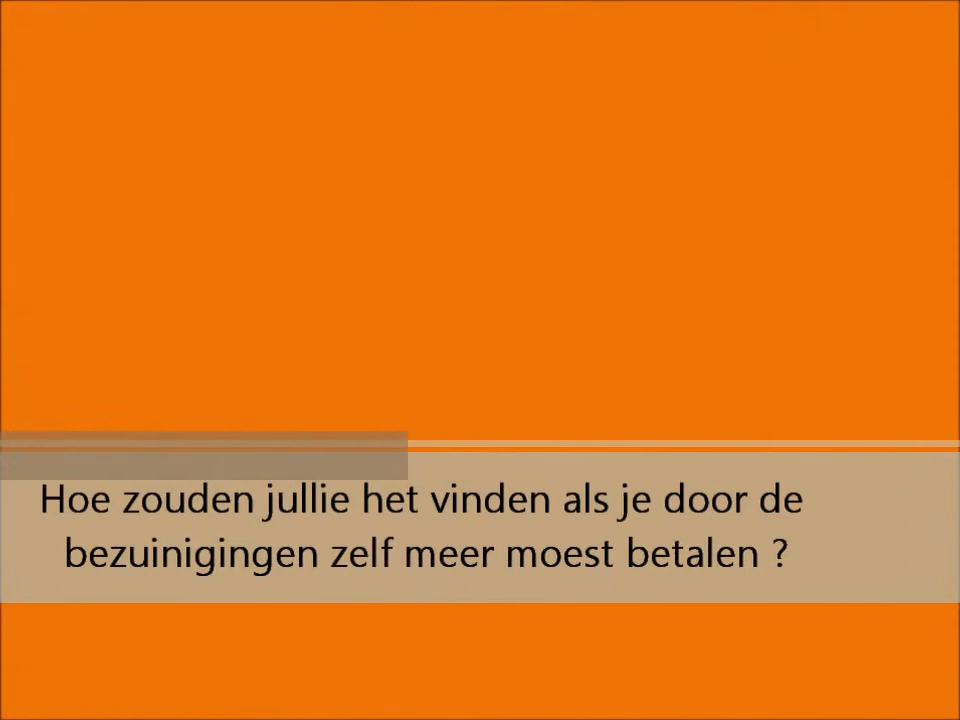 Hoe zouden jullie het vinden als je door de
bezuinigingen zelf meer moest betalen ?